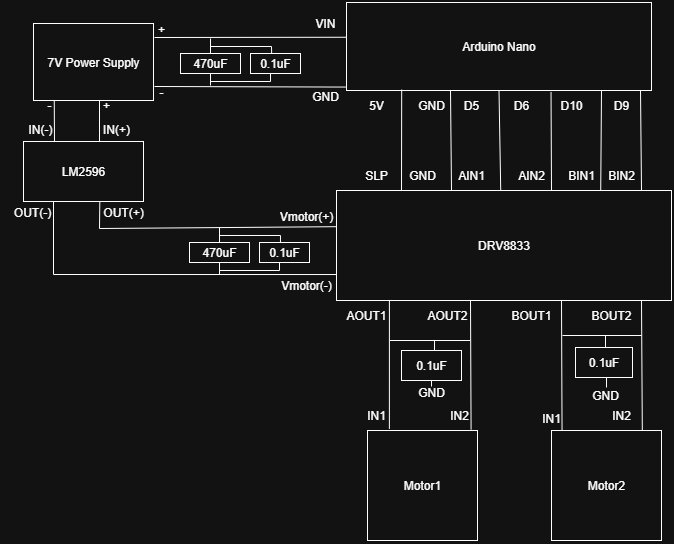 VIN
+
7V Power Supply
470uF
0.1uF
Arduino Nano
-
GND
- +
IN(-) IN(+)
5V GND D5 D6 D10 D9
LM2596
SLP GND AIN1 AIN2 BIN1 BIN2
OUT(-) OUT(+)
Vmotor(+)
470uF
0.1uF
DRV8833
Vmotor(-)
AOUT1 AOUT2 BOUT1 BOUT2
0.1uF
0.1uF
GND
GND
IN1 IN2 IN1 IN2
Motor1
Motor2